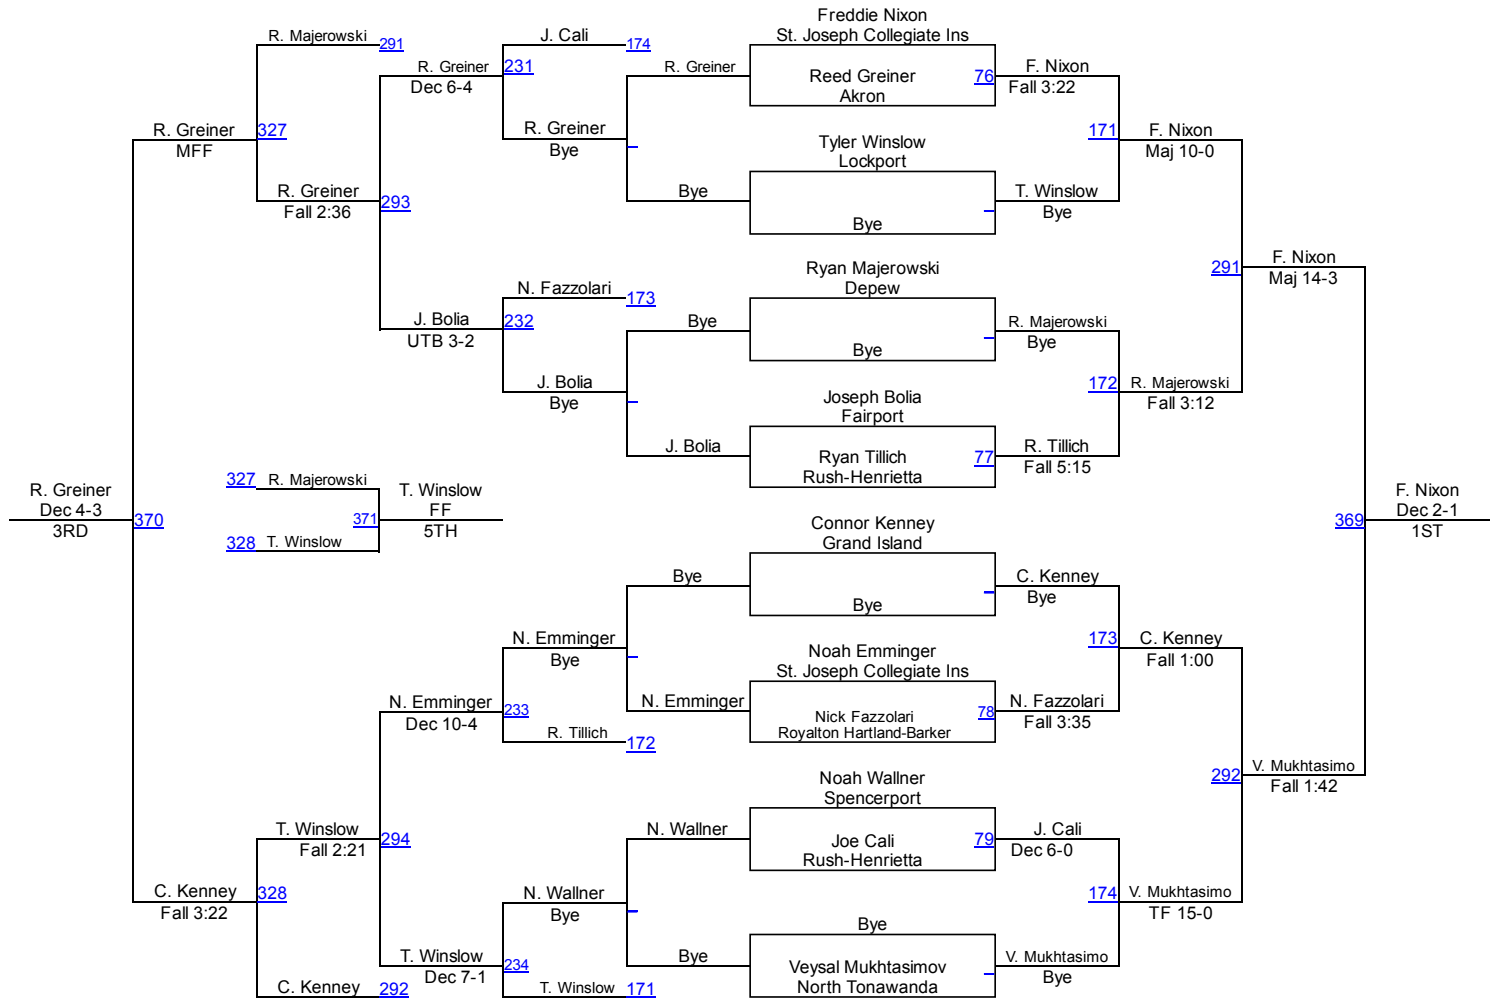 Freddie Nixon
R. Majerowski 291
J. Cali 174
St. Joseph Collegiate Ins
R. Greiner 231
R. Greiner
Reed Greiner 76
F. Nixon
Dec 6-4
Akron
Fall 3:22
R. Greiner 327
R. Greiner
Tyler Winslow
171
F. Nixon
MFF
Bye
Lockport
Maj 10-0
R. Greiner 293
Bye
T. Winslow
Fall 2:36
Bye
Bye
Ryan Majerowski
291
F. Nixon
N. Fazzolari 173
Depew
Maj 14-3
J. Bolia 232
Bye
R. Majerowski
UTB 3-2
Bye
Bye
J. Bolia
Joseph Bolia
172
R. Majerowski
Bye
Fairport
Fall 3:12
J. Bolia
Ryan Tillich 77
R. Tillich
Rush-Henrietta
Fall 5:15
327 R. Majerowski
R. Greiner
T. Winslow
F. Nixon
Dec 4-3
FF
Dec 2-1
370
371
369
3RD
5TH
1ST
328 T. Winslow
Connor Kenney
Grand Island
Bye
C. Kenney
Bye
Bye
N. Emminger
Noah Emminger
173
C. Kenney
Bye
St. Joseph Collegiate Ins
Fall 1:00
N. Emminger 233
N. Emminger
Nick Fazzolari 78
N. Fazzolari
Dec 10-4
Royalton Hartland-Barker
Fall 3:35
R. Tillich 172
Noah Wallner
292
V. Mukhtasimo
Spencerport
Fall 1:42
T. Winslow 294
N. Wallner
Joe Cali 79
J. Cali
Fall 2:21
Rush-Henrietta
Dec 6-0
C. Kenney 328
N. Wallner
174
V. Mukhtasimo
Fall 3:22
Bye
Bye
TF 15-0
T. Winslow 234
Bye
Veysal Mukhtasimov
V. Mukhtasimo
Dec 7-1
North Tonawanda
Bye
C. Kenney 292
T. Winslow 171